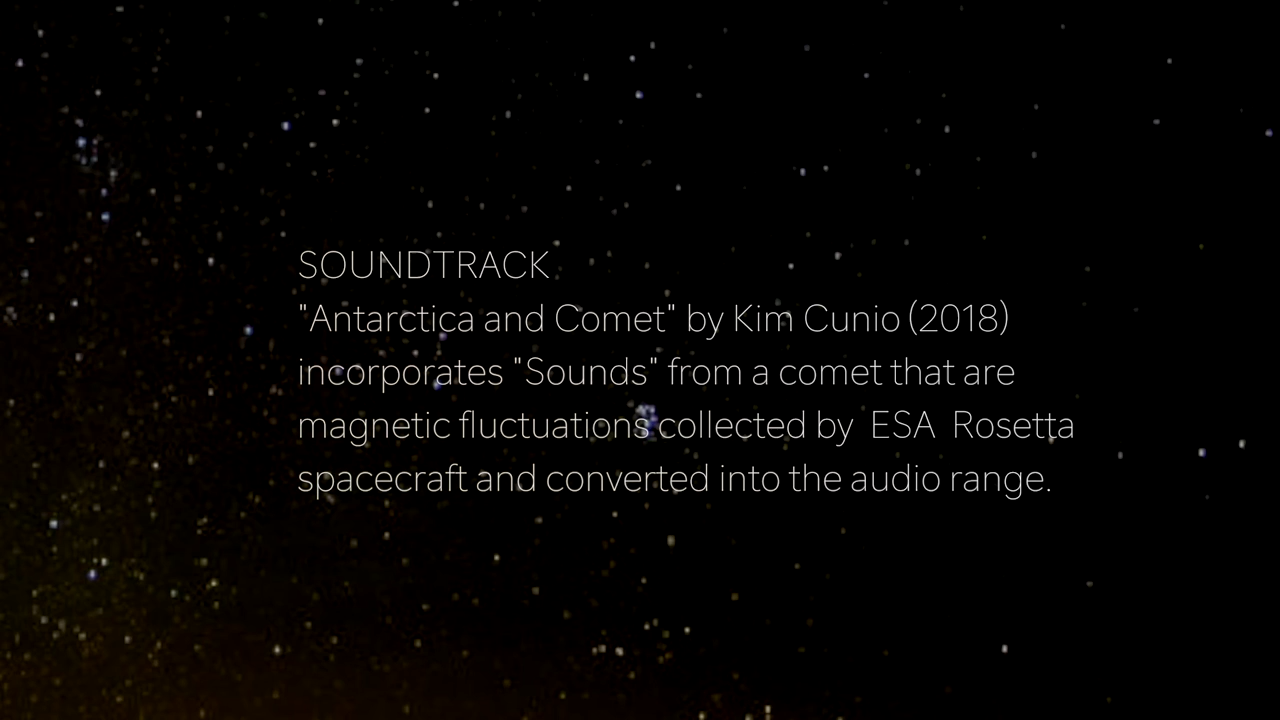 SOUNDTRACK
"Antarctica and Comet" by Kim Cunio (2018)
incorporates "Sounds" from a comet that are
magnetic fluctuations collected by  ESA  Rosetta
spacecraft and converted into the audio range.